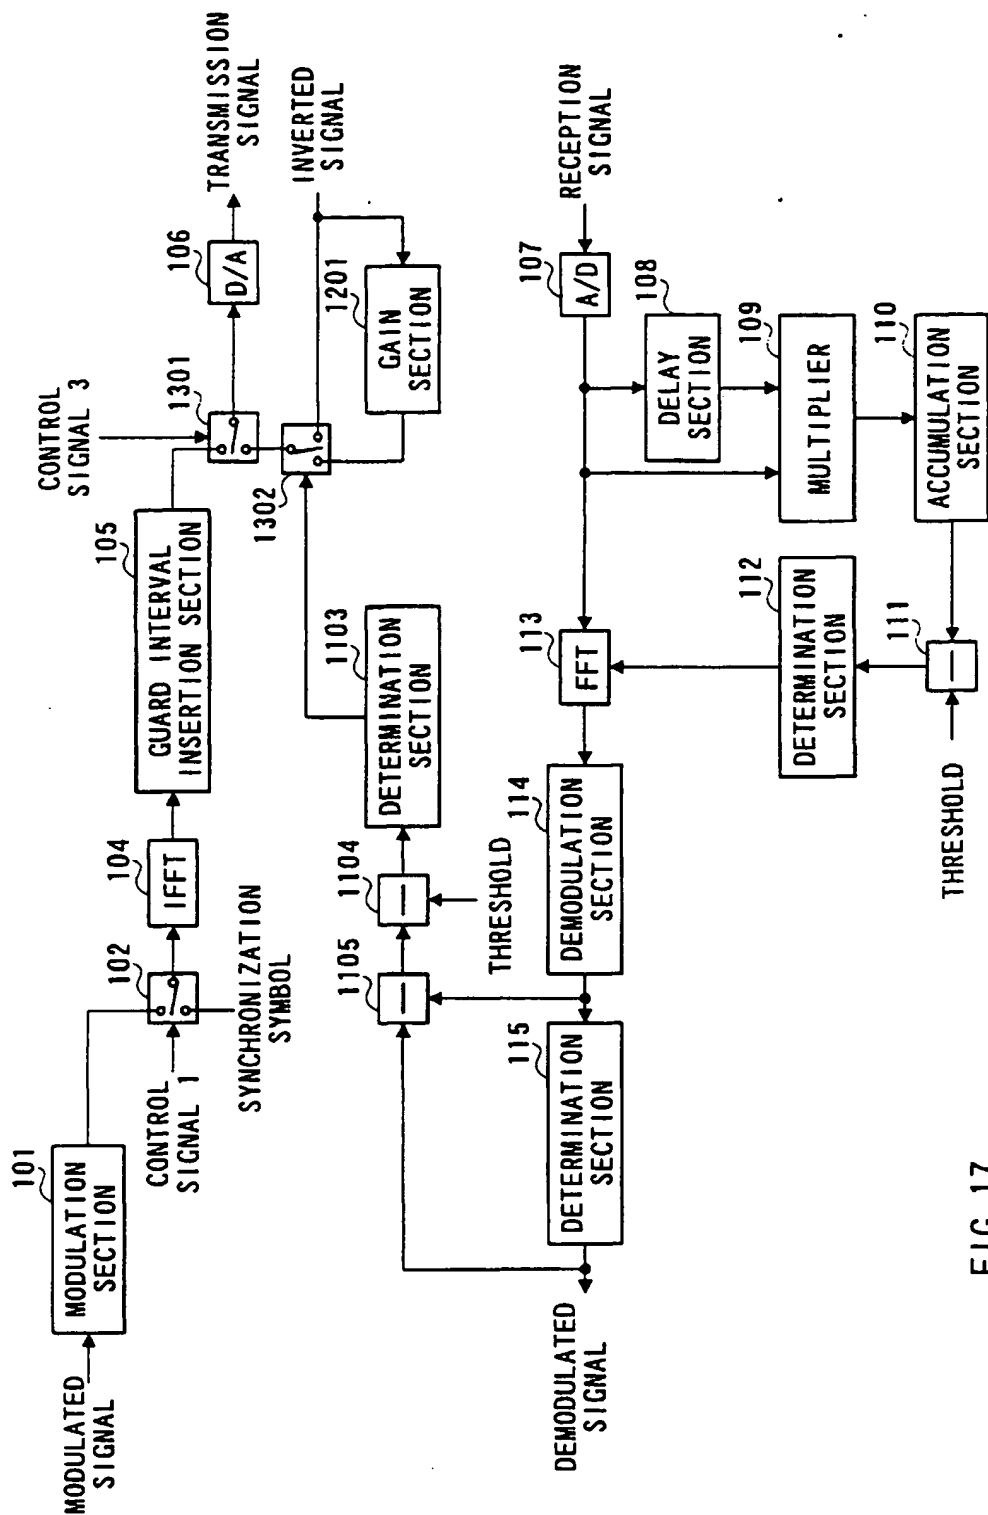 MODULATED
SIGNAL
101
MODULATION
SECTION
CONTROL
SIGNAL 1
102
SYNCHRONIZATION
SYMBOL
104
IFFT
105
GUARD INTERVAL
INSERTION SECTION
CONTROL
SIGNAL 3
1301
106
D/A
TRANSMISSION
SIGNAL
1302
INVERTED
SIGNAL
1201
GAIN
SECTION
1103
DETERMINATION
SECTION
1104
THRESHOLD
1105
RECEPTION
SIGNAL
107
A/D
108
DELAY
SECTION
109
MULTIPLIER
110
ACCUMULATION
SECTION
111
THRESHOLD
112
DETERMINATION
SECTION
113
FFT
114
DEMODULATION
SECTION
115
DETERMINATION
SECTION
DEMODULATED
SIGNAL
FIG. 17